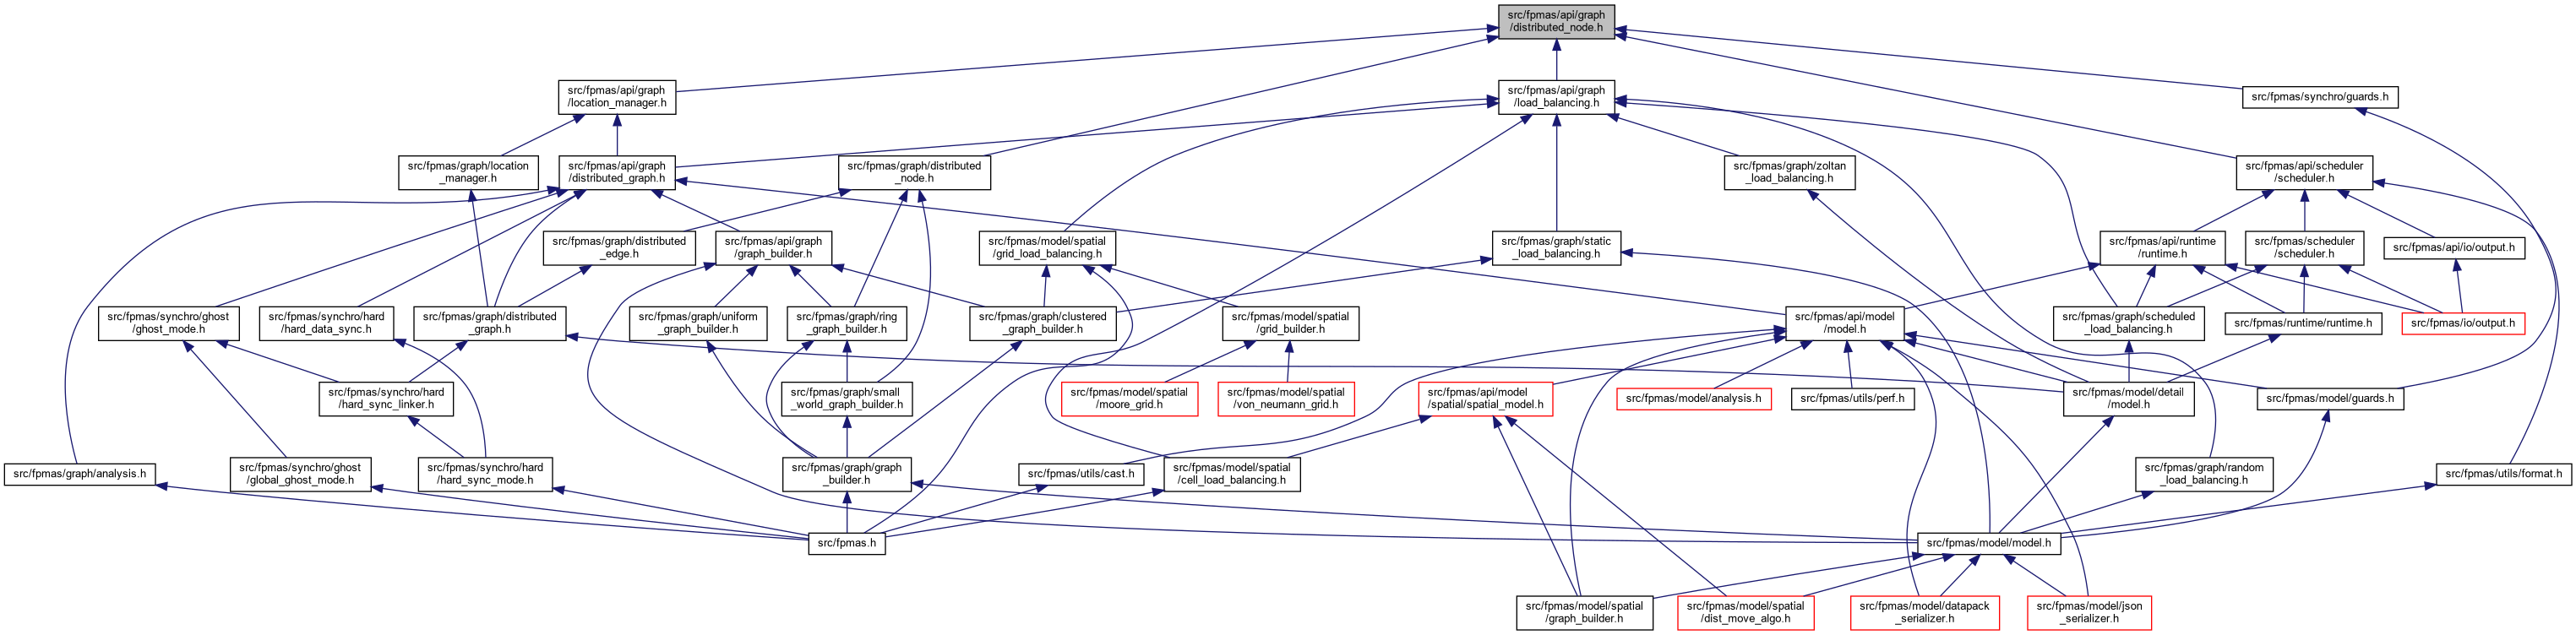 src/fpmas/api/graph
/distributed_node.h
src/fpmas/api/graph
/location_manager.h
src/fpmas/api/graph
/load_balancing.h
src/fpmas/synchro/guards.h
src/fpmas/graph/location
_manager.h
src/fpmas/api/graph
/distributed_graph.h
src/fpmas/graph/distributed
_node.h
src/fpmas/graph/zoltan
_load_balancing.h
src/fpmas/api/scheduler
/scheduler.h
src/fpmas/graph/distributed
_edge.h
src/fpmas/api/graph
/graph_builder.h
src/fpmas/model/spatial
/grid_load_balancing.h
src/fpmas/graph/static
_load_balancing.h
src/fpmas/api/runtime
/runtime.h
src/fpmas/scheduler
/scheduler.h
src/fpmas/api/io/output.h
src/fpmas/synchro/ghost
/ghost_mode.h
src/fpmas/synchro/hard
/hard_data_sync.h
src/fpmas/graph/distributed
_graph.h
src/fpmas/graph/uniform
_graph_builder.h
src/fpmas/graph/ring
_graph_builder.h
src/fpmas/graph/clustered
_graph_builder.h
src/fpmas/model/spatial
/grid_builder.h
src/fpmas/api/model
/model.h
src/fpmas/graph/scheduled
_load_balancing.h
src/fpmas/runtime/runtime.h
src/fpmas/io/output.h
src/fpmas/synchro/hard
/hard_sync_linker.h
src/fpmas/graph/small
_world_graph_builder.h
src/fpmas/model/spatial
/moore_grid.h
src/fpmas/model/spatial
/von_neumann_grid.h
src/fpmas/api/model
/spatial/spatial_model.h
src/fpmas/model/analysis.h
src/fpmas/utils/perf.h
src/fpmas/model/detail
/model.h
src/fpmas/model/guards.h
src/fpmas/graph/analysis.h
src/fpmas/synchro/ghost
/global_ghost_mode.h
src/fpmas/synchro/hard
/hard_sync_mode.h
src/fpmas/graph/graph
_builder.h
src/fpmas/utils/cast.h
src/fpmas/model/spatial
/cell_load_balancing.h
src/fpmas/graph/random
_load_balancing.h
src/fpmas/utils/format.h
src/fpmas.h
src/fpmas/model/model.h
src/fpmas/model/spatial
/graph_builder.h
src/fpmas/model/spatial
/dist_move_algo.h
src/fpmas/model/datapack
_serializer.h
src/fpmas/model/json
_serializer.h